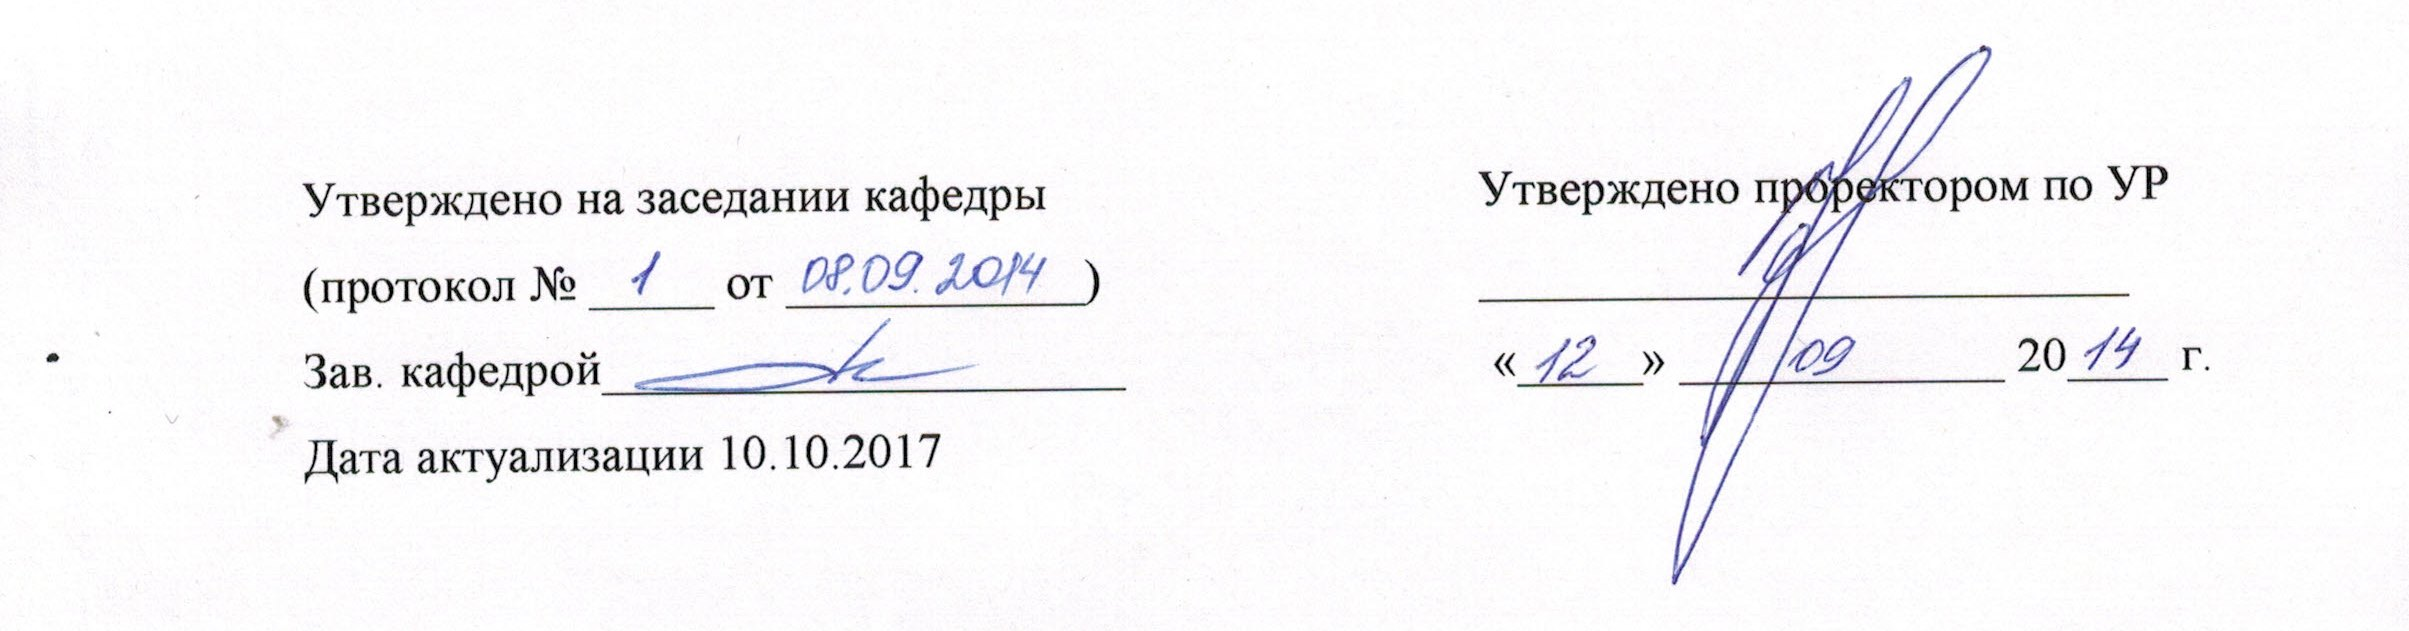 Утверждено на заседании кафедры
(протокол № 1 от 08.09.2014)
Зав. кафедрой
Дата актуализации 10.10.2017
Утверждено проректором по УР
«12» 09 2014 г.